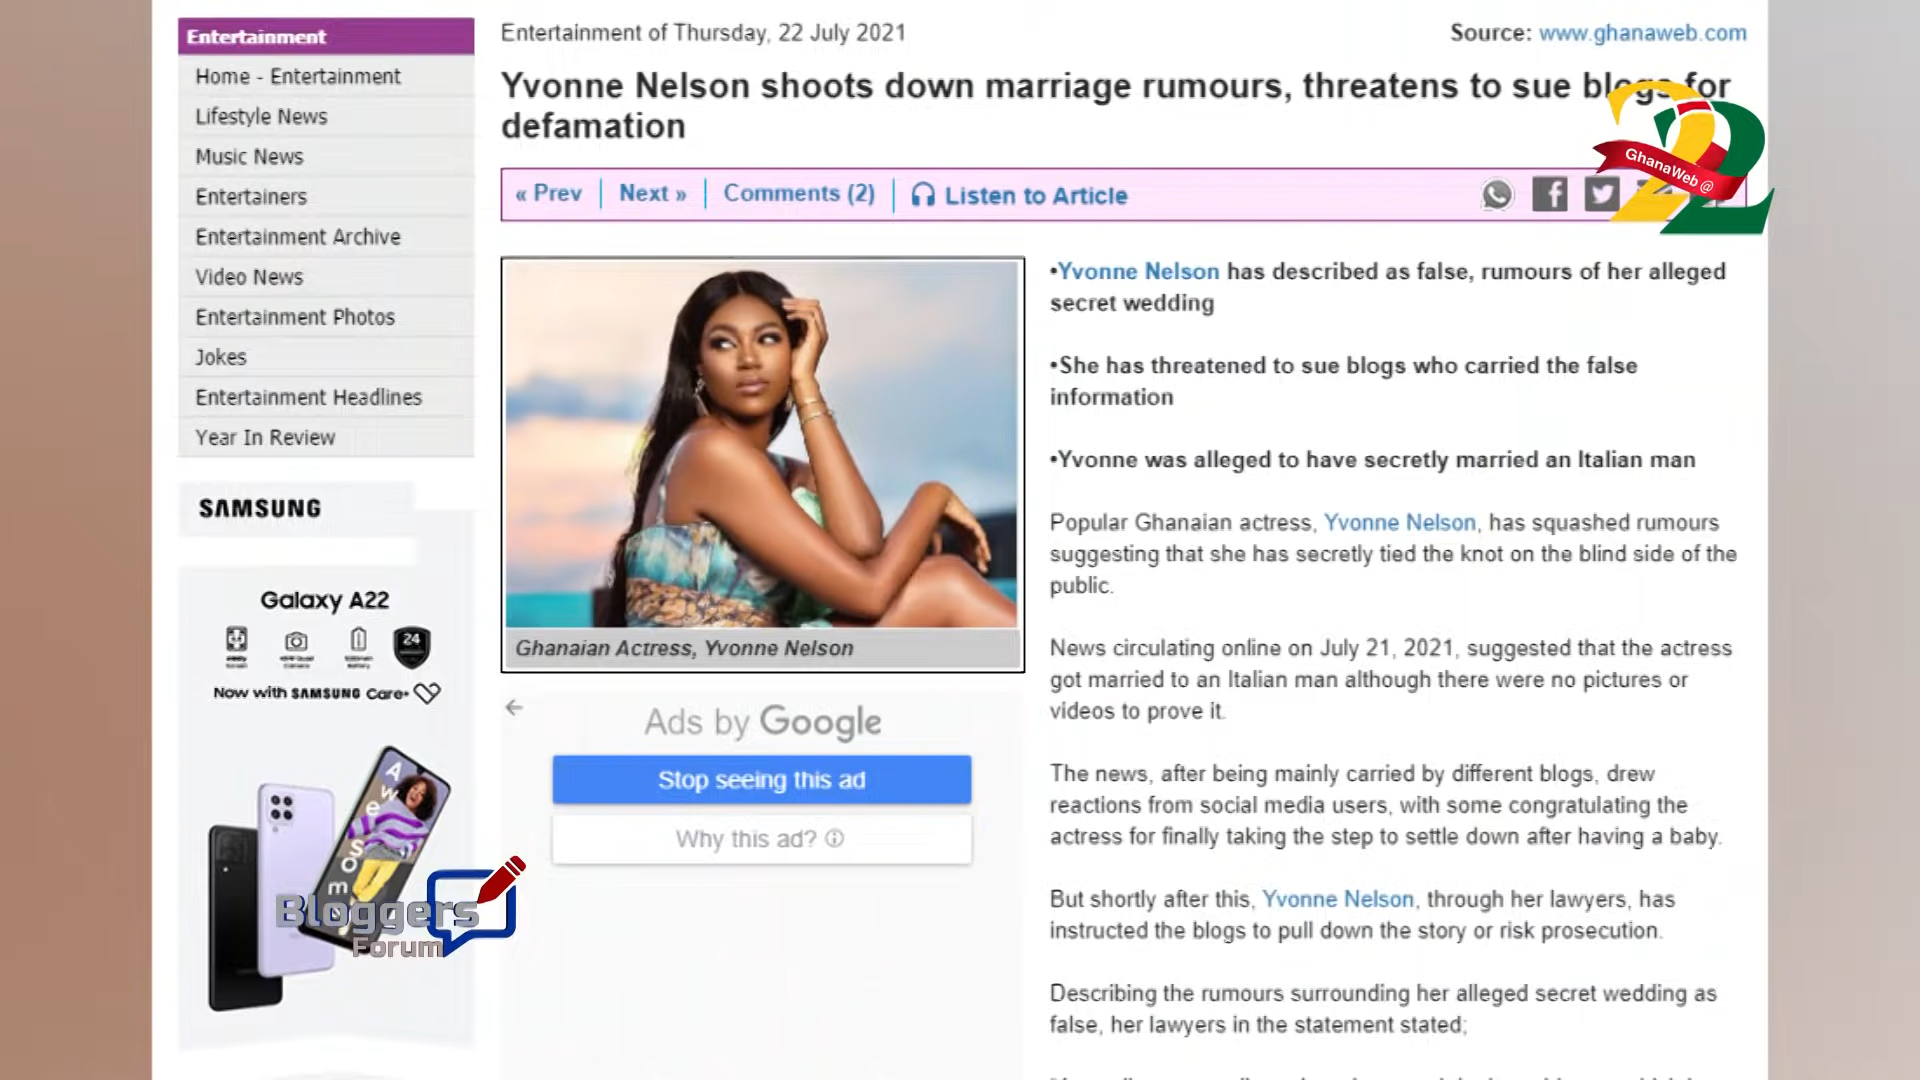 Entertainment
Home - Entertainment
Lifestyle News
Music News
Entertainers
Entertainment Archive
Video News
Entertainment Photos
Jokes
Entertainment Headlines
Year In Review
SAMSUNG
Galaxy A22
24
Now with SAMSUNG Care+
Awesome
Bloggers
Forum
Entertainment of Thursday, 22 July 2021
Source: www.ghanaweb.com
Yvonne Nelson shoots down marriage rumours, threatens to sue blogs for
defamation
22
GhanaWeb @
« Prev
Next »
Comments (2)
Listen to Article
Ghanaian Actress, Yvonne Nelson
Ads by Google
Stop seeing this ad
Why this ad?
•Yvonne Nelson has described as false, rumours of her alleged
secret wedding
•She has threatened to sue blogs who carried the false
information
•Yvonne was alleged to have secretly married an Italian man
Popular Ghanaian actress, Yvonne Nelson, has squashed rumours
suggesting that she has secretly tied the knot on the blind side of the
public.
News circulating online on July 21, 2021, suggested that the actress
got married to an Italian man although there were no pictures or
videos to prove it.
The news, after being mainly carried by different blogs, drew
reactions from social media users, with some congratulating the
actress for finally taking the step to settle down after having a baby.
But shortly after this, Yvonne Nelson, through her lawyers, has
instructed the blogs to pull down the story or risk prosecution.
Describing the rumours surrounding her alleged secret wedding as
false, her lawyers in the statement stated;